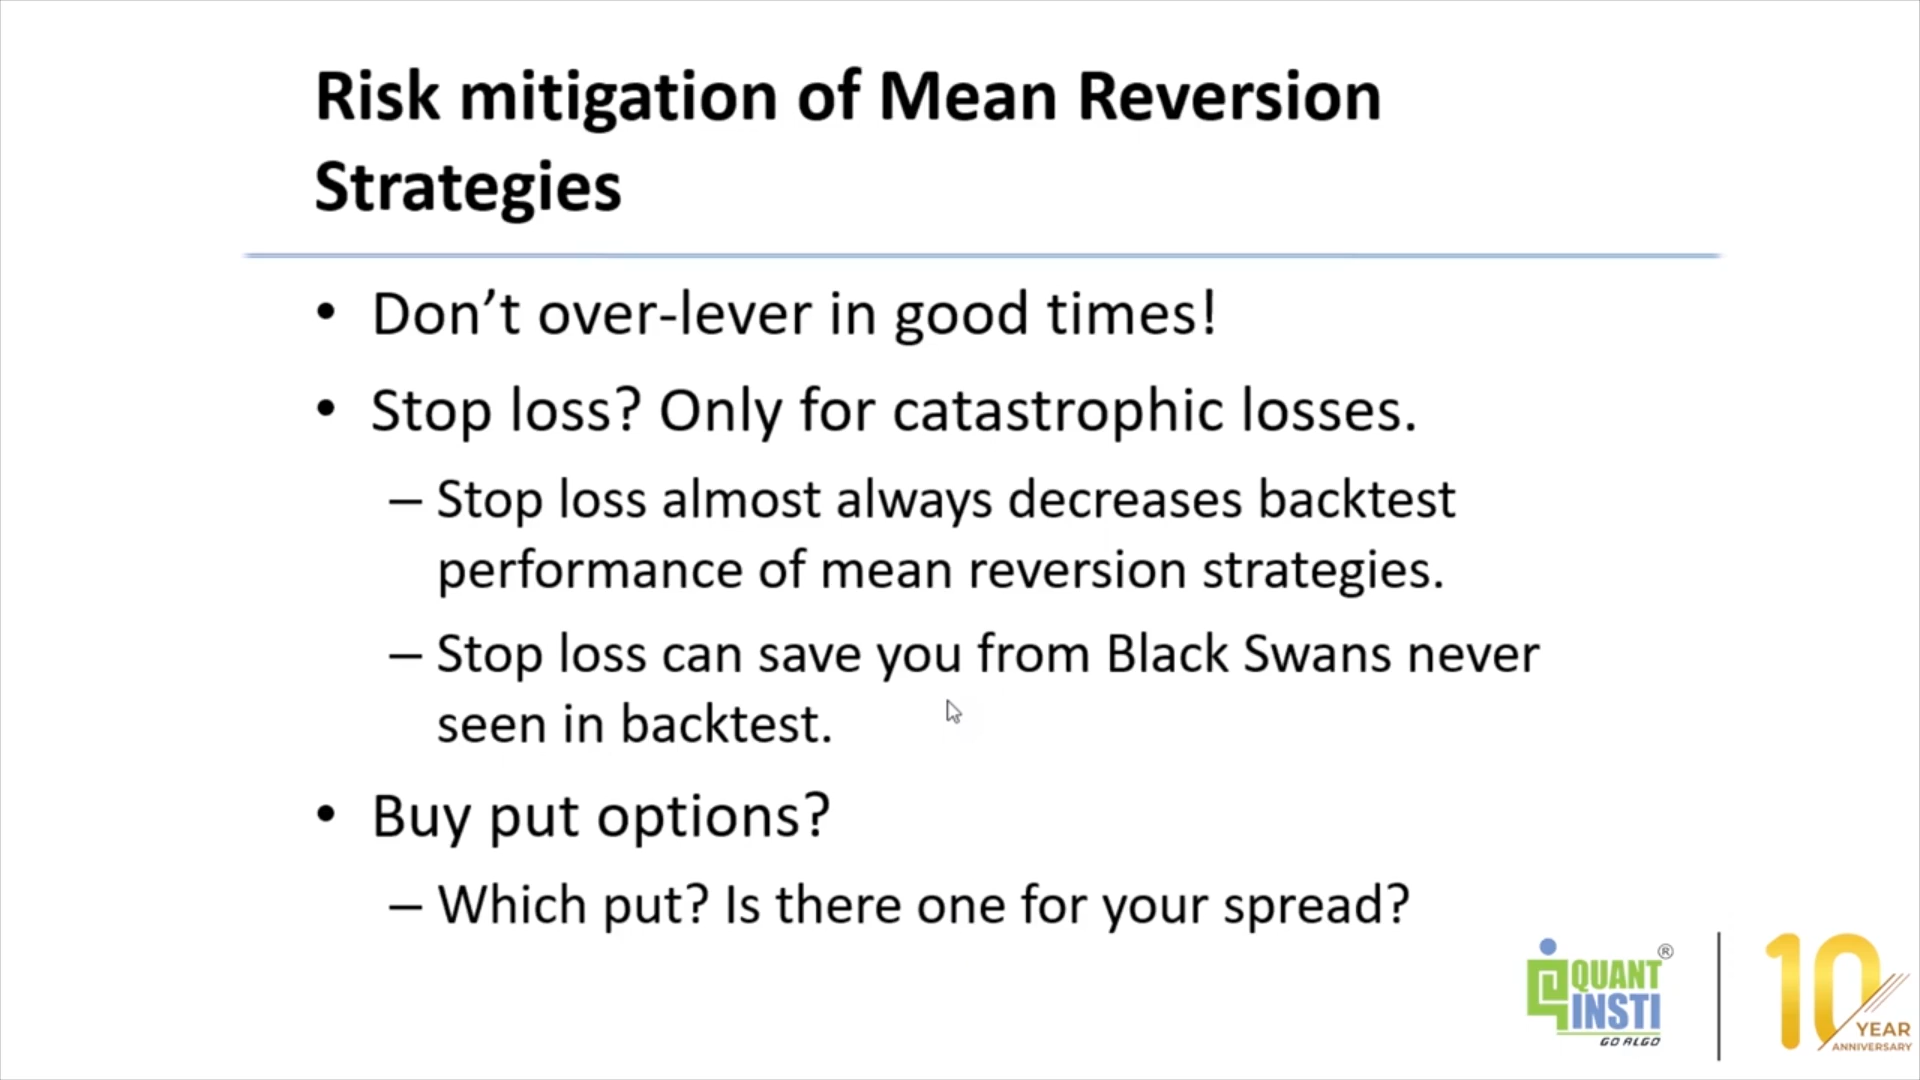 Risk mitigation of Mean Reversion
Strategies
• Don’t over-lever in good times!
• Stop loss? Only for catastrophic losses.
– Stop loss almost always decreases backtest
performance of mean reversion strategies.
– Stop loss can save you from Black Swans never
seen in backtest.
• Buy put options?
– Which put? Is there one for your spread?
QUANT®
INSTI
GO ALGO
10
YEAR
ANNIVERSARY